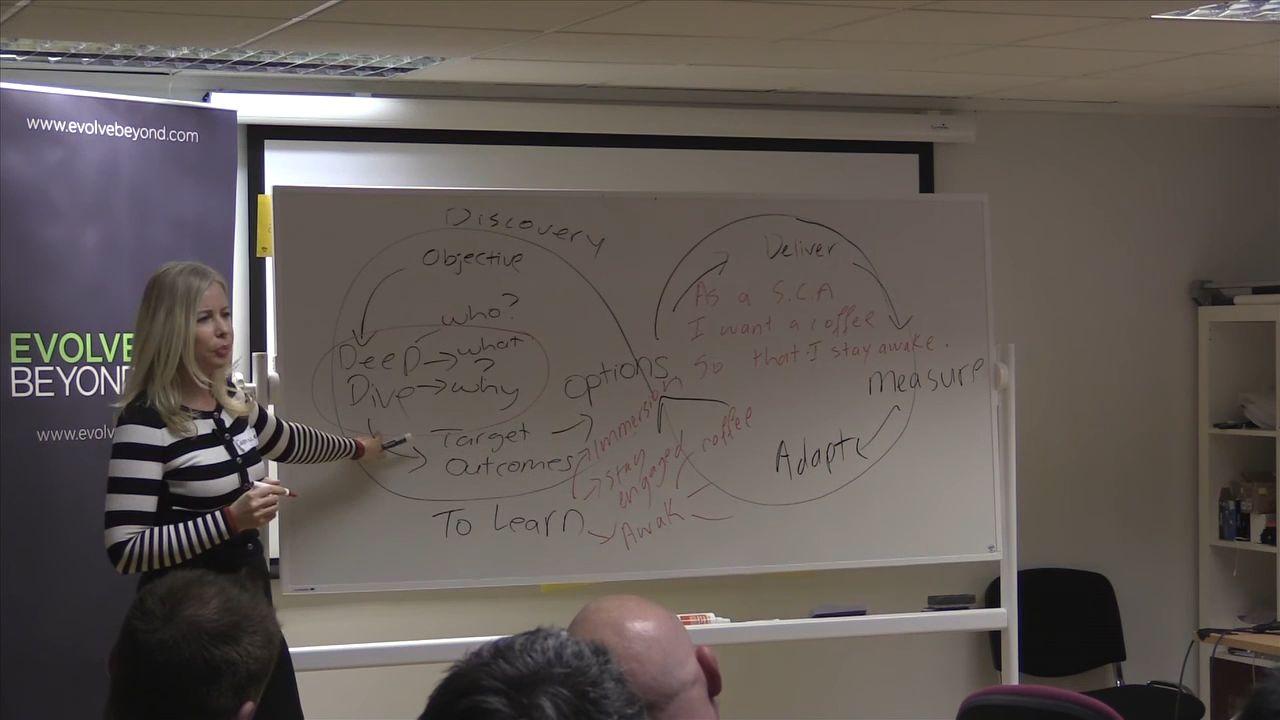 www.evolvebeyond.com
EVOLVE
BEYON
www.evolv
Discovery
Objective
who?
Deep → what
?
Dive → why
Target
Outcomes
To Learn
options
Immersion
Stay
engaged
coffee
Awak
Deliver
As a S.C.A
I want a coffee
So that I stay awake.
measure
Adapt